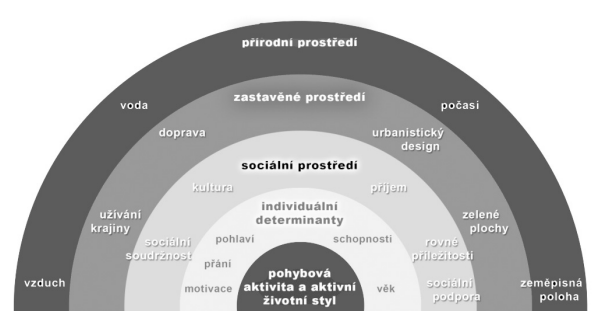 přírodní prostředí
voda
počasí
vzduch
zeměpisná
poloha
zastavěné prostředí
doprava
urbanistický
design
užívání
krajiny
zelené
plochy
sociální prostředí
kultura
příjem
sociální
soudržnost
rovné
příležitosti
sociální
podpora
individuální
determinanty
pohlaví
schopnosti
přání
motivace
věk
pohybová
aktivita a aktivní
životní styl